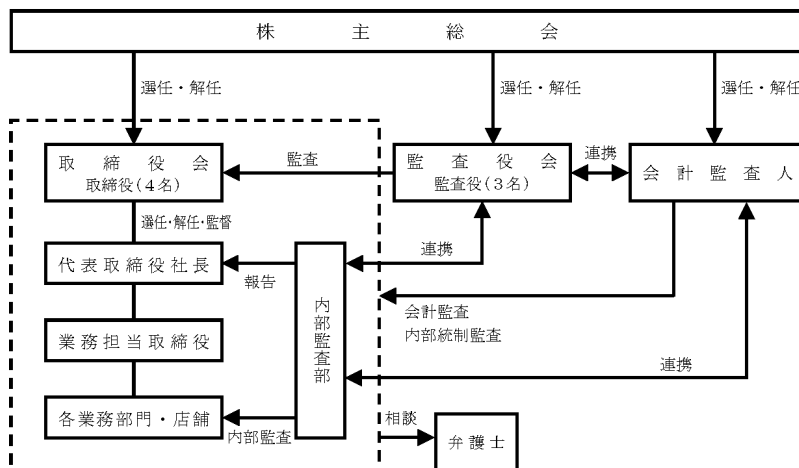 株主総会
選任・解任
選任・解任
選任・解任
取締役会
取締役(4名)
監査
監査役会
監査役(3名)
連携
会計監査人
選任・解任・監督
代表取締役社長
報告
内部監査部
連携
会計監査
内部統制監査
業務担当取締役
連携
各業務部門・店舗
内部監査
相談
弁護士